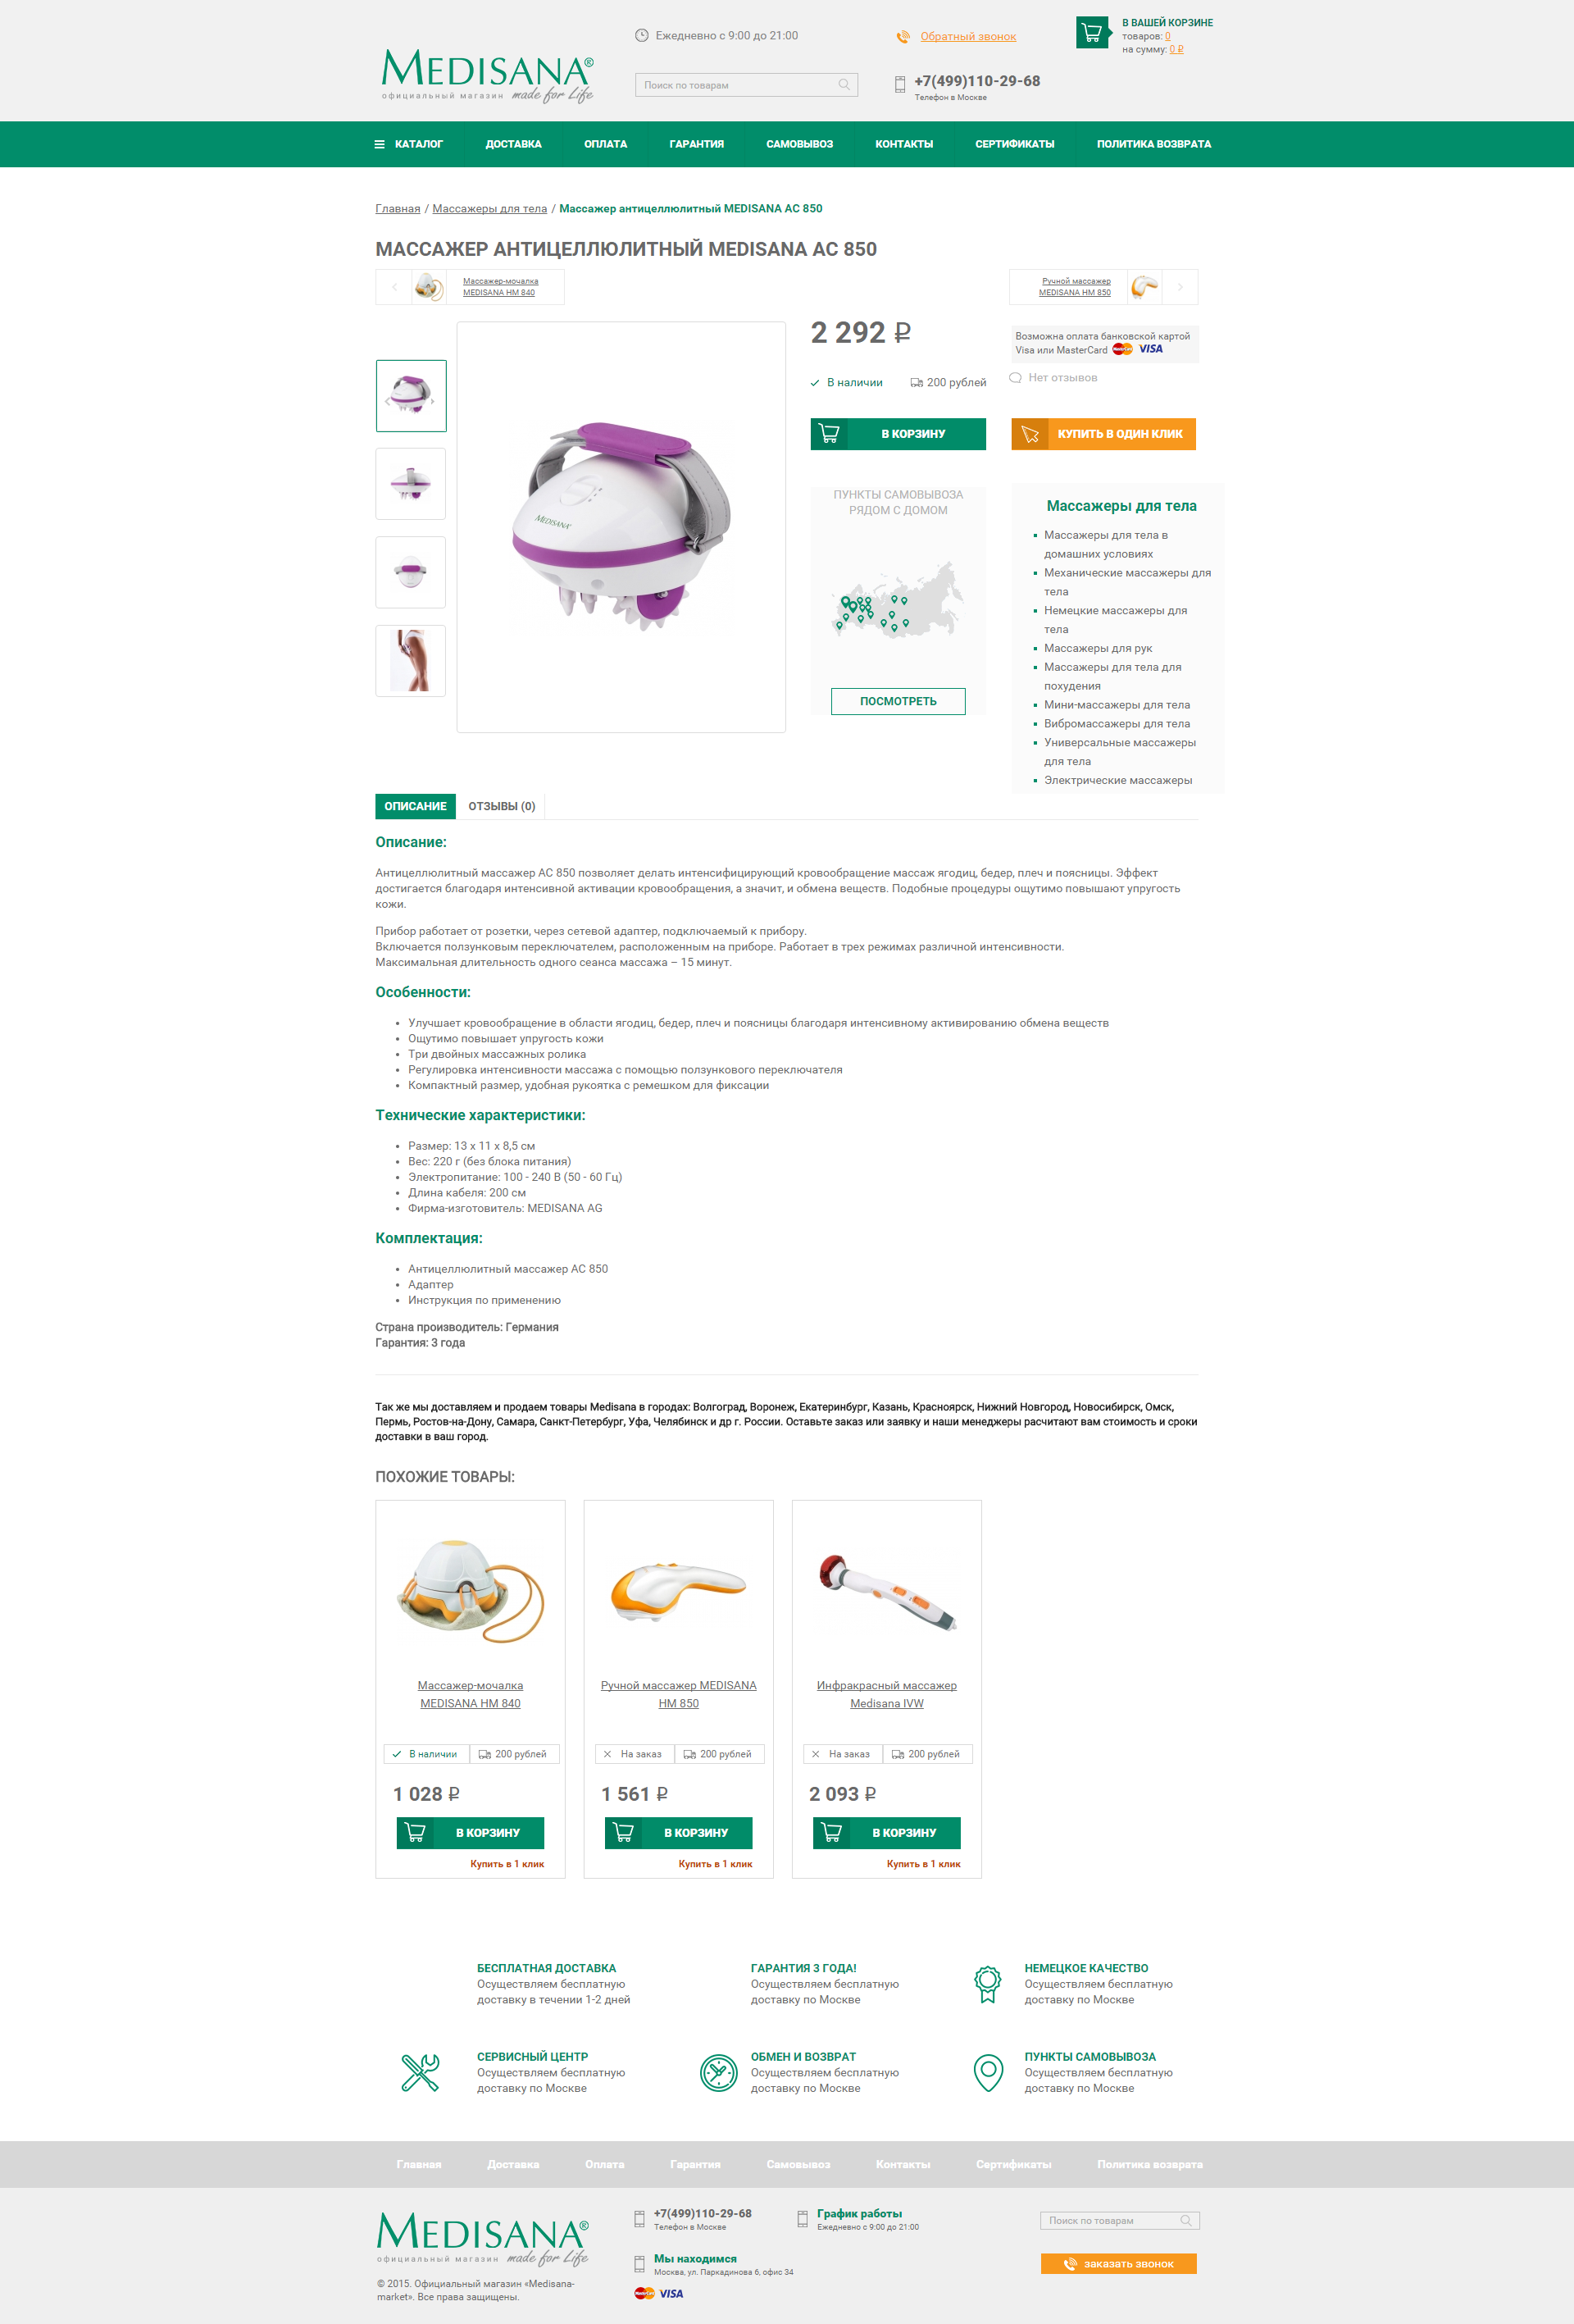 Ежедневно с 9:00 до 21:00
Обратный звонок
В ВАШЕЙ КОРЗИНЕ
товаров: 0
на сумму: 0 ₽
MEDISANA®
официальный магазин made for Life
Поиск по товарам
+7(499)110-29-68
Телефон в Москве
КАТАЛОГ ДОСТАВКА ОПЛАТА ГАРАНТИЯ САМОВЫВОЗ КОНТАКТЫ СЕРТИФИКАТЫ ПОЛИТИКА ВОЗВРАТА
Главная / Массажеры для тела / Массажер антицеллюлитный MEDISANA AC 850
МАССАЖЕР АНТИЦЕЛЛЮЛИТНЫЙ MEDISANA AC 850
Массажер-мочалка
MEDISANA HM 840
Ручной массажер
MEDISANA HM 850
MEDISANA®
2 292 ₽
В наличии
200 рублей
Возможна оплата банковской картой
Visa или MasterCard MasterCard VISA
Нет отзывов
В КОРЗИНУ
КУПИТЬ В ОДИН КЛИК
ПУНКТЫ САМОВЫВОЗА
РЯДОМ С ДОМОМ
ПОСМОТРЕТЬ
Массажеры для тела
Массажеры для тела в
домашних условиях
Механические массажеры для
тела
Немецкие массажеры для
тела
Массажеры для рук
Массажеры для тела для
похудения
Мини-массажеры для тела
Вибромассажеры для тела
Универсальные массажеры
для тела
Электрические массажеры
ОПИСАНИЕ ОТЗЫВЫ (0)
Описание:
Антицеллюлитный массажер AC 850 позволяет делать интенсифицирующий кровообращение массаж ягодиц, бедер, плеч и поясницы. Эффект
достигается благодаря интенсивной активации кровообращения, а значит, и обмена веществ. Подобные процедуры ощутимо повышают упругость
кожи.
Прибор работает от розетки, через сетевой адаптер, подключаемый к прибору.
Включается ползунковым переключателем, расположенным на приборе. Работает в трех режимах различной интенсивности.
Максимальная длительность одного сеанса массажа – 15 минут.
Особенности:
Улучшает кровообращение в области ягодиц, бедер, плеч и поясницы благодаря интенсивному активированию обмена веществ
Ощутимо повышает упругость кожи
Три двойных массажных ролика
Регулировка интенсивности массажа с помощью ползункового переключателя
Компактный размер, удобная рукоятка с ремешком для фиксации
Технические характеристики:
Размер: 13 x 11 x 8,5 см
Вес: 220 г (без блока питания)
Электропитание: 100 - 240 В (50 - 60 Гц)
Длина кабеля: 200 см
Фирма-изготовитель: MEDISANA AG
Комплектация:
Антицеллюлитный массажер AC 850
Адаптер
Инструкция по применению
Страна производитель: Германия
Гарантия: 3 года
Так же мы доставляем и продаем товары Medisana в городах: Волгоград, Воронеж, Екатеринбург, Казань, Красноярск, Нижний Новгород, Новосибирск, Омск,
Пермь, Ростов-на-Дону, Самара, Санкт-Петербург, Уфа, Челябинск и др г. России. Оставьте заказ или заявку и наши менеджеры расчитают вам стоимость и сроки
доставки в ваш город.
ПОХОЖИЕ ТОВАРЫ:
Массажер-мочалка
MEDISANA HM 840
В наличии 200 рублей
1 028 ₽
В КОРЗИНУ
Купить в 1 клик
Ручной массажер MEDISANA
HM 850
На заказ 200 рублей
1 561 ₽
В КОРЗИНУ
Купить в 1 клик
Инфракрасный массажер
Medisana IVW
На заказ 200 рублей
2 093 ₽
В КОРЗИНУ
Купить в 1 клик
БЕСПЛАТНАЯ ДОСТАВКА
Осуществляем бесплатную
доставку в течении 1-2 дней
ГАРАНТИЯ 3 ГОДА!
Осуществляем бесплатную
доставку по Москве
НЕМЕЦКОЕ КАЧЕСТВО
Осуществляем бесплатную
доставку по Москве
СЕРВИСНЫЙ ЦЕНТР
Осуществляем бесплатную
доставку по Москве
ОБМЕН И ВОЗВРАТ
Осуществляем бесплатную
доставку по Москве
ПУНКТЫ САМОВЫВОЗА
Осуществляем бесплатную
доставку по Москве
Главная Доставка Оплата Гарантия Самовывоз Контакты Сертификаты Политика возврата
MEDISANA®
официальный магазин made for Life
© 2015. Официальный магазин «Medisana-
market». Все права защищены.
+7(499)110-29-68
Телефон в Москве
График работы
Ежедневно с 9:00 до 21:00
Мы находимся
Москва, ул. Паркадинова 6, офис 34
MasterCard VISA
Поиск по товарам
заказать звонок